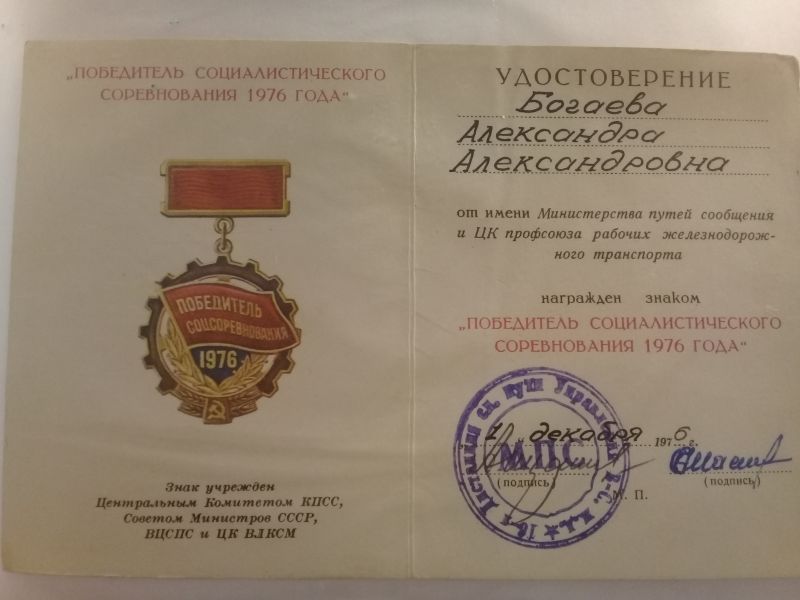 „ПОБЕДИТЕЛЬ СОЦИАЛИСТИЧЕСКОГО
СОРЕВНОВАНИЯ 1976 ГОДА“
ПОБЕДИТЕЛЬ
СОЦСОРЕВНОВАНИЯ
1976
Знак учрежден
Центральным Комитетом КПСС,
Советом Министров СССР,
ВЦСПС и ЦК ВЛКСМ
УДОСТОВЕРЕНИЕ
Богаева
Александра
Александровна
от имени Министерства путей сообщения
и ЦК профсоюза рабочих железнодорож-
ного транспорта
награжден знаком
„ПОБЕДИТЕЛЬ СОЦИАЛИСТИЧЕСКОГО
СОРЕВНОВАНИЯ 1976 ГОДА“
1 декабря 1976 г.
МПС
(подпись) (подпись)
М. П.